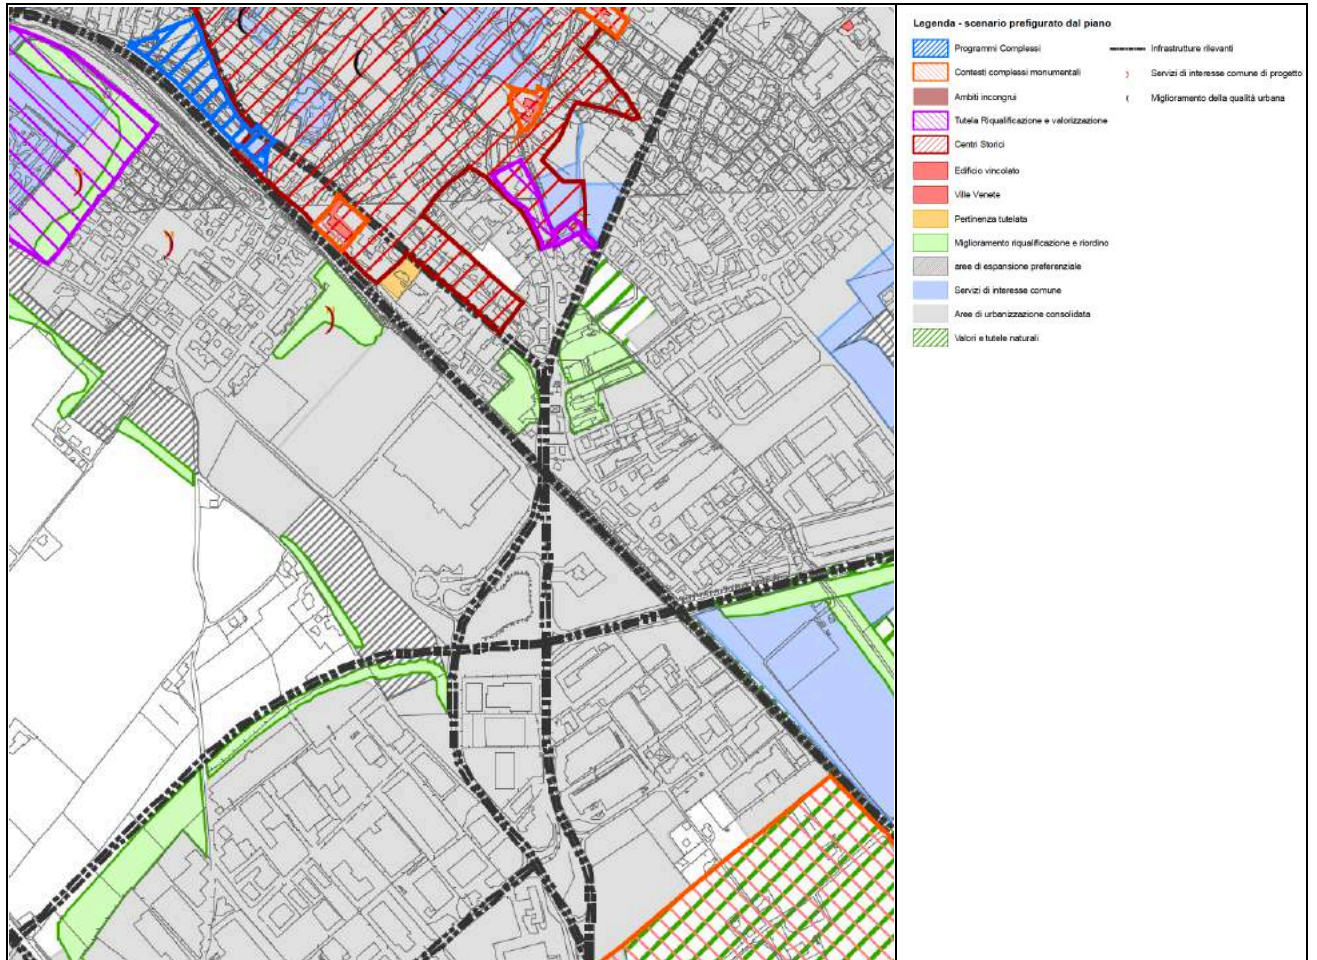 Legenda - scenario prefigurato dal piano
Programmi Complessi
Contesti complessi monumentali
Ambiti incongrui
Tutela Riqualificazione e valorizzazione
Centri Storici
Edificio vincolato
Ville Venete
Pertinenza tutelata
Miglioramento riqualificazione e riordino
aree di espansione preferenziale
Servizi di interesse comune
Aree di urbanizzazione consolidata
Valori e tutele naturali
Infrastrutture rilevanti
Servizi di interesse comune di progetto
Miglioramento della qualità urbana